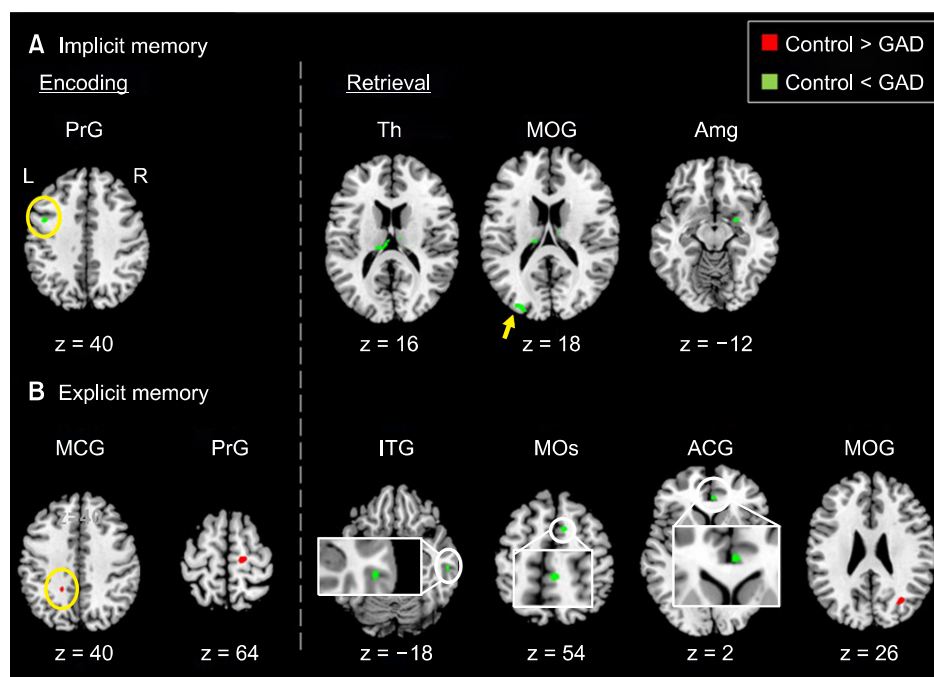 A Implicit memory
Control > GAD
Control < GAD
Encoding
Retrieval
PrG
Th
MOG
Amg
L
R
z = 40
z = 16
z = 18
z = −12
B Explicit memory
MCG
PrG
ITG
MOs
ACG
MOG
z = 40
z = 64
z = −18
z = 54
z = 2
z = 26